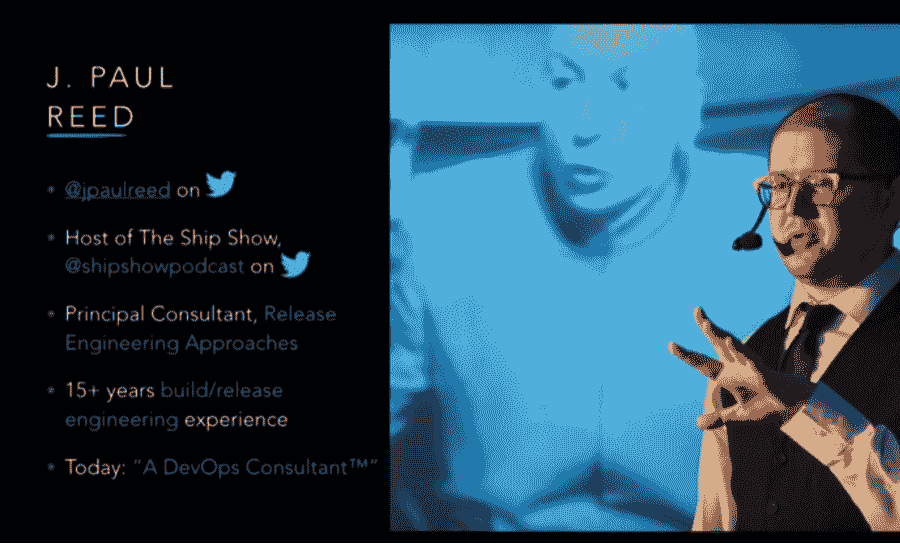 J. PAUL
REED
@jpaulreed on
Host of The Ship Show,
@shipshowpodcast on
Principal Consultant, Release
Engineering Approaches
15+ years build/release
engineering experience
Today: “A DevOps Consultant™”